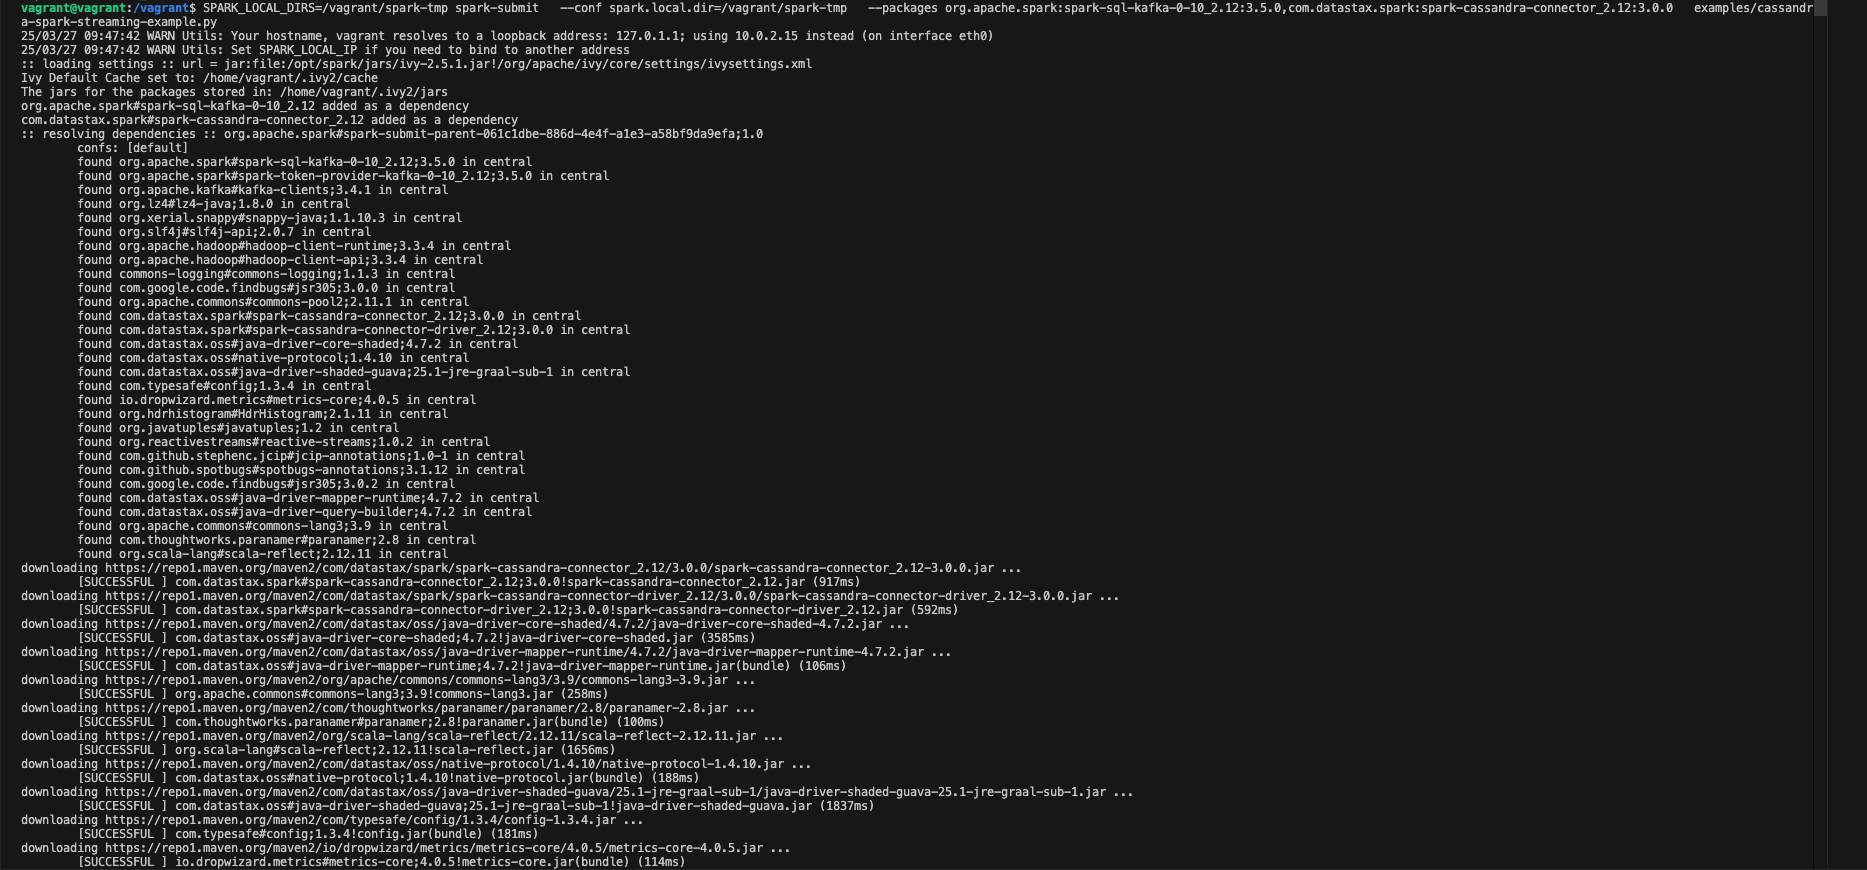 vagrant@vagrant:/vagrant$ SPARK_LOCAL_DIRS=/vagrant/spark-tmp spark-submit   --conf spark.local.dir=/vagrant/spark-tmp   --packages org.apache.spark:spark-sql-kafka-0-10_2.12:3.5.0,com.datastax.spark:spark-cassandra-connector_2.12:3.0.0   examples/cassandr
a-spark-streaming-example.py
25/03/27 09:47:42 WARN Utils: Your hostname, vagrant resolves to a loopback address: 127.0.1.1; using 10.0.2.15 instead (on interface eth0)
25/03/27 09:47:42 WARN Utils: Set SPARK_LOCAL_IP if you need to bind to another address
:: loading settings :: url = jar:file:/opt/spark/jars/ivy-2.5.1.jar!/org/apache/ivy/core/settings/ivysettings.xml
Ivy Default Cache set to: /home/vagrant/.ivy2/cache
The jars for the packages stored in: /home/vagrant/.ivy2/jars
org.apache.spark#spark-sql-kafka-0-10_2.12 added as a dependency
com.datastax.spark#spark-cassandra-connector_2.12 added as a dependency
:: resolving dependencies :: org.apache.spark#spark-submit-parent-061c1dbe-886d-4e4f-a1e3-a58bf9da9efa;1.0
confs: [default]
found org.apache.spark#spark-sql-kafka-0-10_2.12;3.5.0 in central
found org.apache.spark#spark-token-provider-kafka-0-10_2.12;3.5.0 in central
found org.apache.kafka#kafka-clients;3.4.1 in central
found org.lz4#lz4-java;1.8.0 in central
found org.xerial.snappy#snappy-java;1.1.10.3 in central
found org.slf4j#slf4j-api;2.0.7 in central
found org.apache.hadoop#hadoop-client-runtime;3.3.4 in central
found org.apache.hadoop#hadoop-client-api;3.3.4 in central
found commons-logging#commons-logging;1.1.3 in central
found com.google.code.findbugs#jsr305;3.0.0 in central
found org.apache.commons#commons-pool2;2.11.1 in central
found com.datastax.spark#spark-cassandra-connector_2.12;3.0.0 in central
found com.datastax.spark#spark-cassandra-connector-driver_2.12;3.0.0 in central
found com.datastax.oss#java-driver-core-shaded;4.7.2 in central
found com.datastax.oss#native-protocol;1.4.10 in central
found com.datastax.oss#java-driver-shaded-guava;25.1-jre-graal-sub-1 in central
found com.typesafe#config;1.3.4 in central
found io.dropwizard.metrics#metrics-core;4.0.5 in central
found org.hdrhistogram#HdrHistogram;2.1.11 in central
found org.javatuples#javatuples;1.2 in central
found org.reactivestreams#reactive-streams;1.0.2 in central
found com.github.stephenc.jcip#jcip-annotations;1.0-1 in central
found com.github.spotbugs#spotbugs-annotations;3.1.12 in central
found com.google.code.findbugs#jsr305;3.0.2 in central
found com.datastax.oss#java-driver-mapper-runtime;4.7.2 in central
found com.datastax.oss#java-driver-query-builder;4.7.2 in central
found org.apache.commons#commons-lang3;3.9 in central
found com.thoughtworks.paranamer#paranamer;2.8 in central
found org.scala-lang#scala-reflect;2.12.11 in central
downloading https://repo1.maven.org/maven2/com/datastax/spark/spark-cassandra-connector_2.12/3.0.0/spark-cassandra-connector_2.12-3.0.0.jar ...
[SUCCESSFUL ] com.datastax.spark#spark-cassandra-connector_2.12;3.0.0!spark-cassandra-connector_2.12.jar (917ms)
downloading https://repo1.maven.org/maven2/com/datastax/spark/spark-cassandra-connector-driver_2.12/3.0.0/spark-cassandra-connector-driver_2.12-3.0.0.jar ...
[SUCCESSFUL ] com.datastax.spark#spark-cassandra-connector-driver_2.12;3.0.0!spark-cassandra-connector-driver_2.12.jar (592ms)
downloading https://repo1.maven.org/maven2/com/datastax/oss/java-driver-core-shaded/4.7.2/java-driver-core-shaded-4.7.2.jar ...
[SUCCESSFUL ] com.datastax.oss#java-driver-core-shaded;4.7.2!java-driver-core-shaded.jar (3585ms)
downloading https://repo1.maven.org/maven2/com/datastax/oss/java-driver-mapper-runtime/4.7.2/java-driver-mapper-runtime-4.7.2.jar ...
[SUCCESSFUL ] com.datastax.oss#java-driver-mapper-runtime;4.7.2!java-driver-mapper-runtime.jar(bundle) (106ms)
downloading https://repo1.maven.org/maven2/org/apache/commons/commons-lang3/3.9/commons-lang3-3.9.jar ...
[SUCCESSFUL ] org.apache.commons#commons-lang3;3.9!commons-lang3.jar (258ms)
downloading https://repo1.maven.org/maven2/com/thoughtworks/paranamer/paranamer/2.8/paranamer-2.8.jar ...
[SUCCESSFUL ] com.thoughtworks.paranamer#paranamer;2.8!paranamer.jar(bundle) (100ms)
downloading https://repo1.maven.org/maven2/org/scala-lang/scala-reflect/2.12.11/scala-reflect-2.12.11.jar ...
[SUCCESSFUL ] org.scala-lang#scala-reflect;2.12.11!scala-reflect.jar (1656ms)
downloading https://repo1.maven.org/maven2/com/datastax/oss/native-protocol/1.4.10/native-protocol-1.4.10.jar ...
[SUCCESSFUL ] com.datastax.oss#native-protocol;1.4.10!native-protocol.jar(bundle) (188ms)
downloading https://repo1.maven.org/maven2/com/datastax/oss/java-driver-shaded-guava/25.1-jre-graal-sub-1/java-driver-shaded-guava-25.1-jre-graal-sub-1.jar ...
[SUCCESSFUL ] com.datastax.oss#java-driver-shaded-guava;25.1-jre-graal-sub-1!java-driver-shaded-guava.jar (1837ms)
downloading https://repo1.maven.org/maven2/com/typesafe/config/1.3.4/config-1.3.4.jar ...
[SUCCESSFUL ] com.typesafe#config;1.3.4!config.jar(bundle) (181ms)
downloading https://repo1.maven.org/maven2/io/dropwizard/metrics/metrics-core/4.0.5/metrics-core-4.0.5.jar ...
[SUCCESSFUL ] io.dropwizard.metrics#metrics-core;4.0.5!metrics-core.jar(bundle) (114ms)